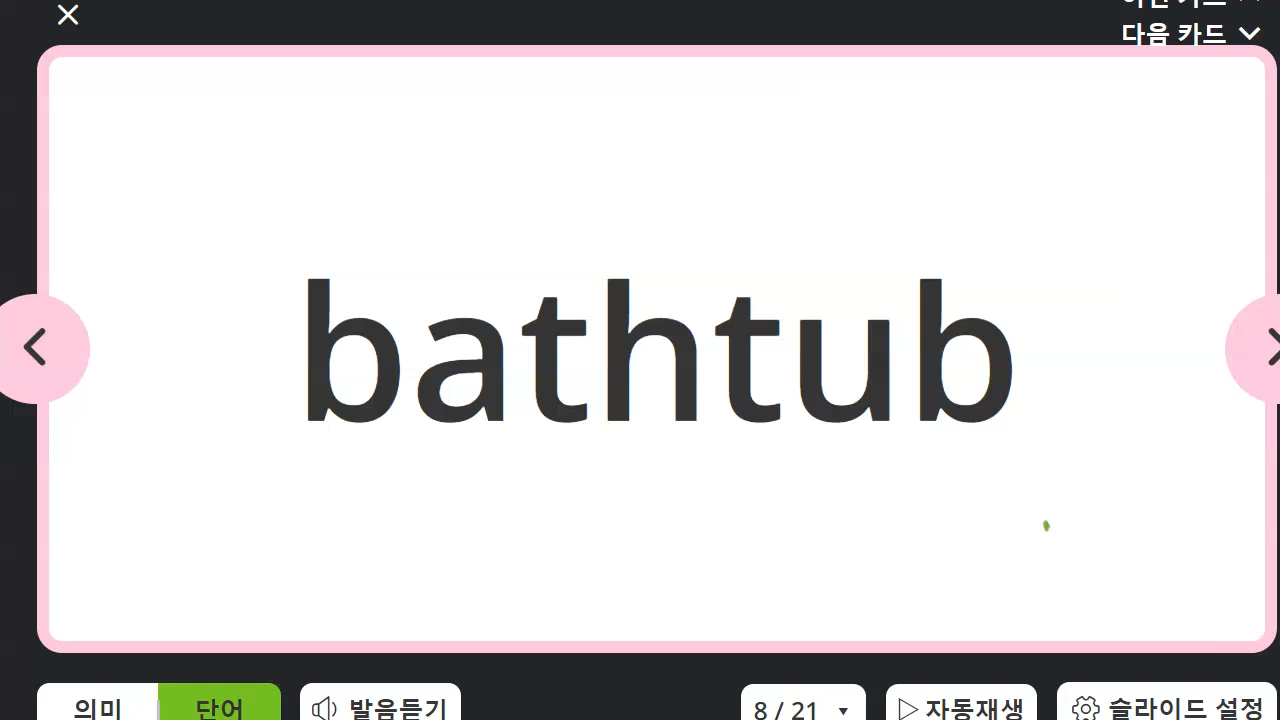 다음 카드
bathtub
의미 단어 발음듣기 8 / 21 자동재생 슬라이드 설정